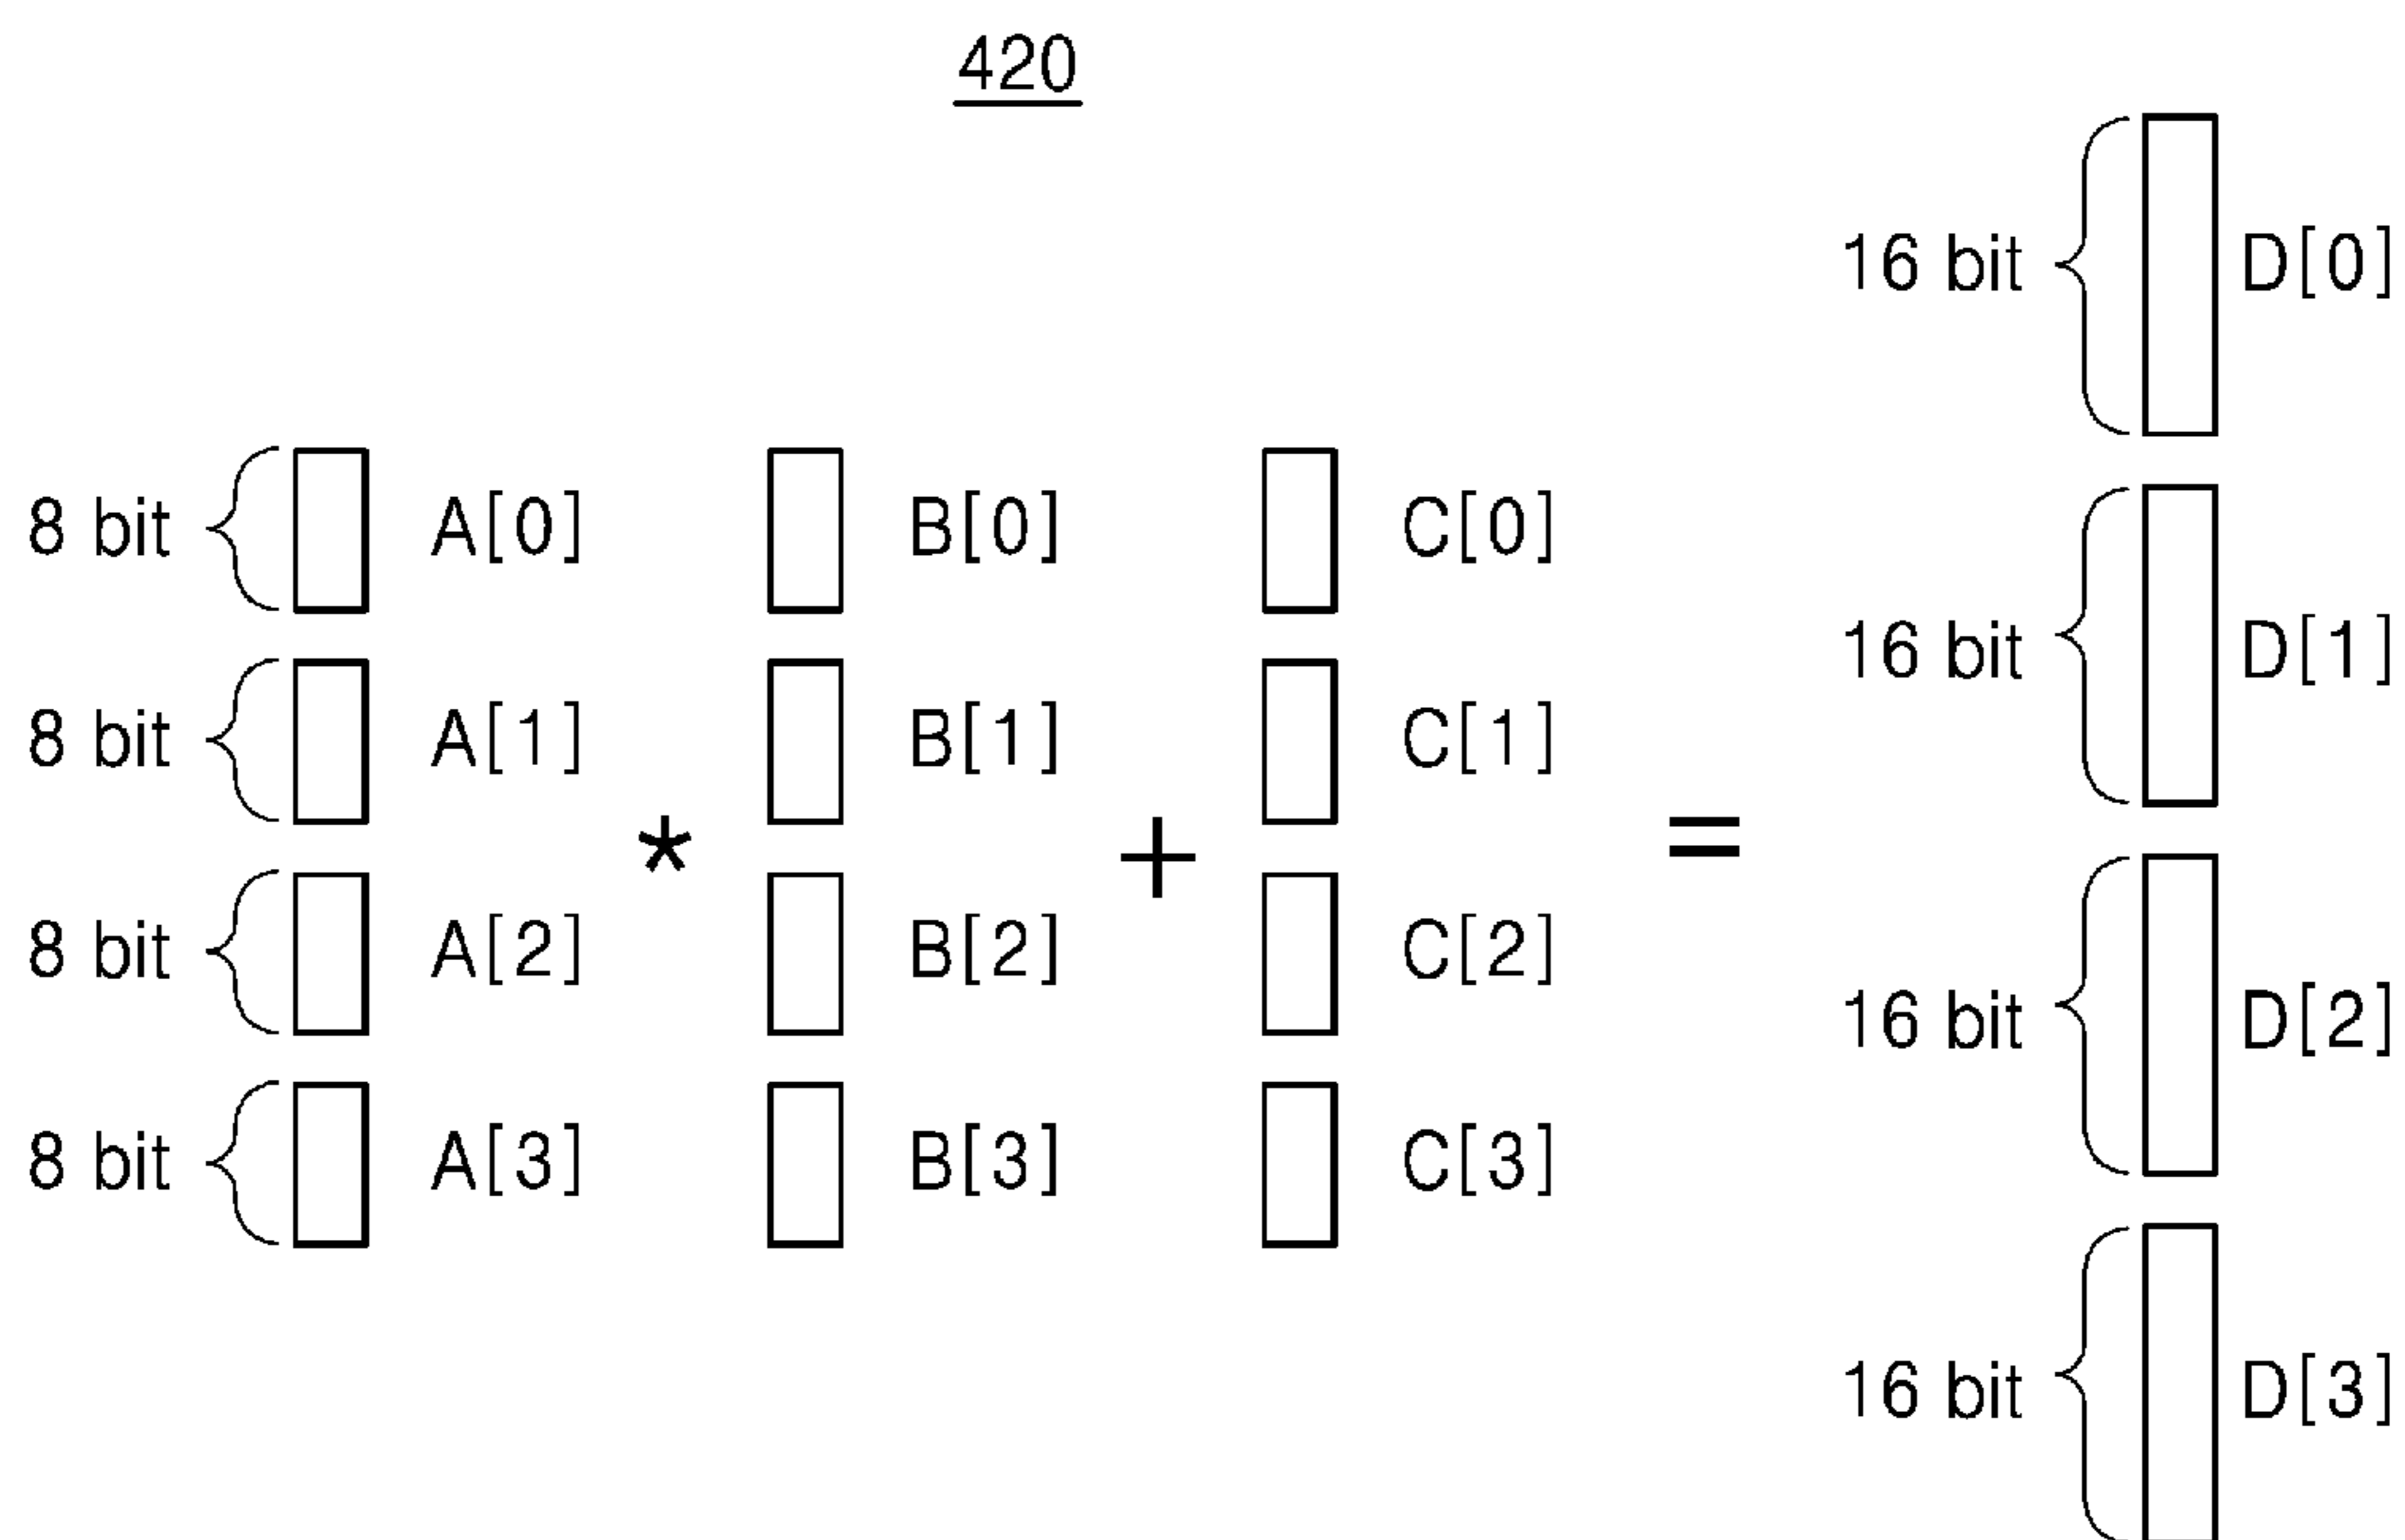 420
16 bit D[0]
8 bit A[0] B[0] C[0]
16 bit D[1]
8 bit A[1] B[1] C[1]
* + =
8 bit A[2] B[2] C[2]
16 bit D[2]
8 bit A[3] B[3] C[3]
16 bit D[3]